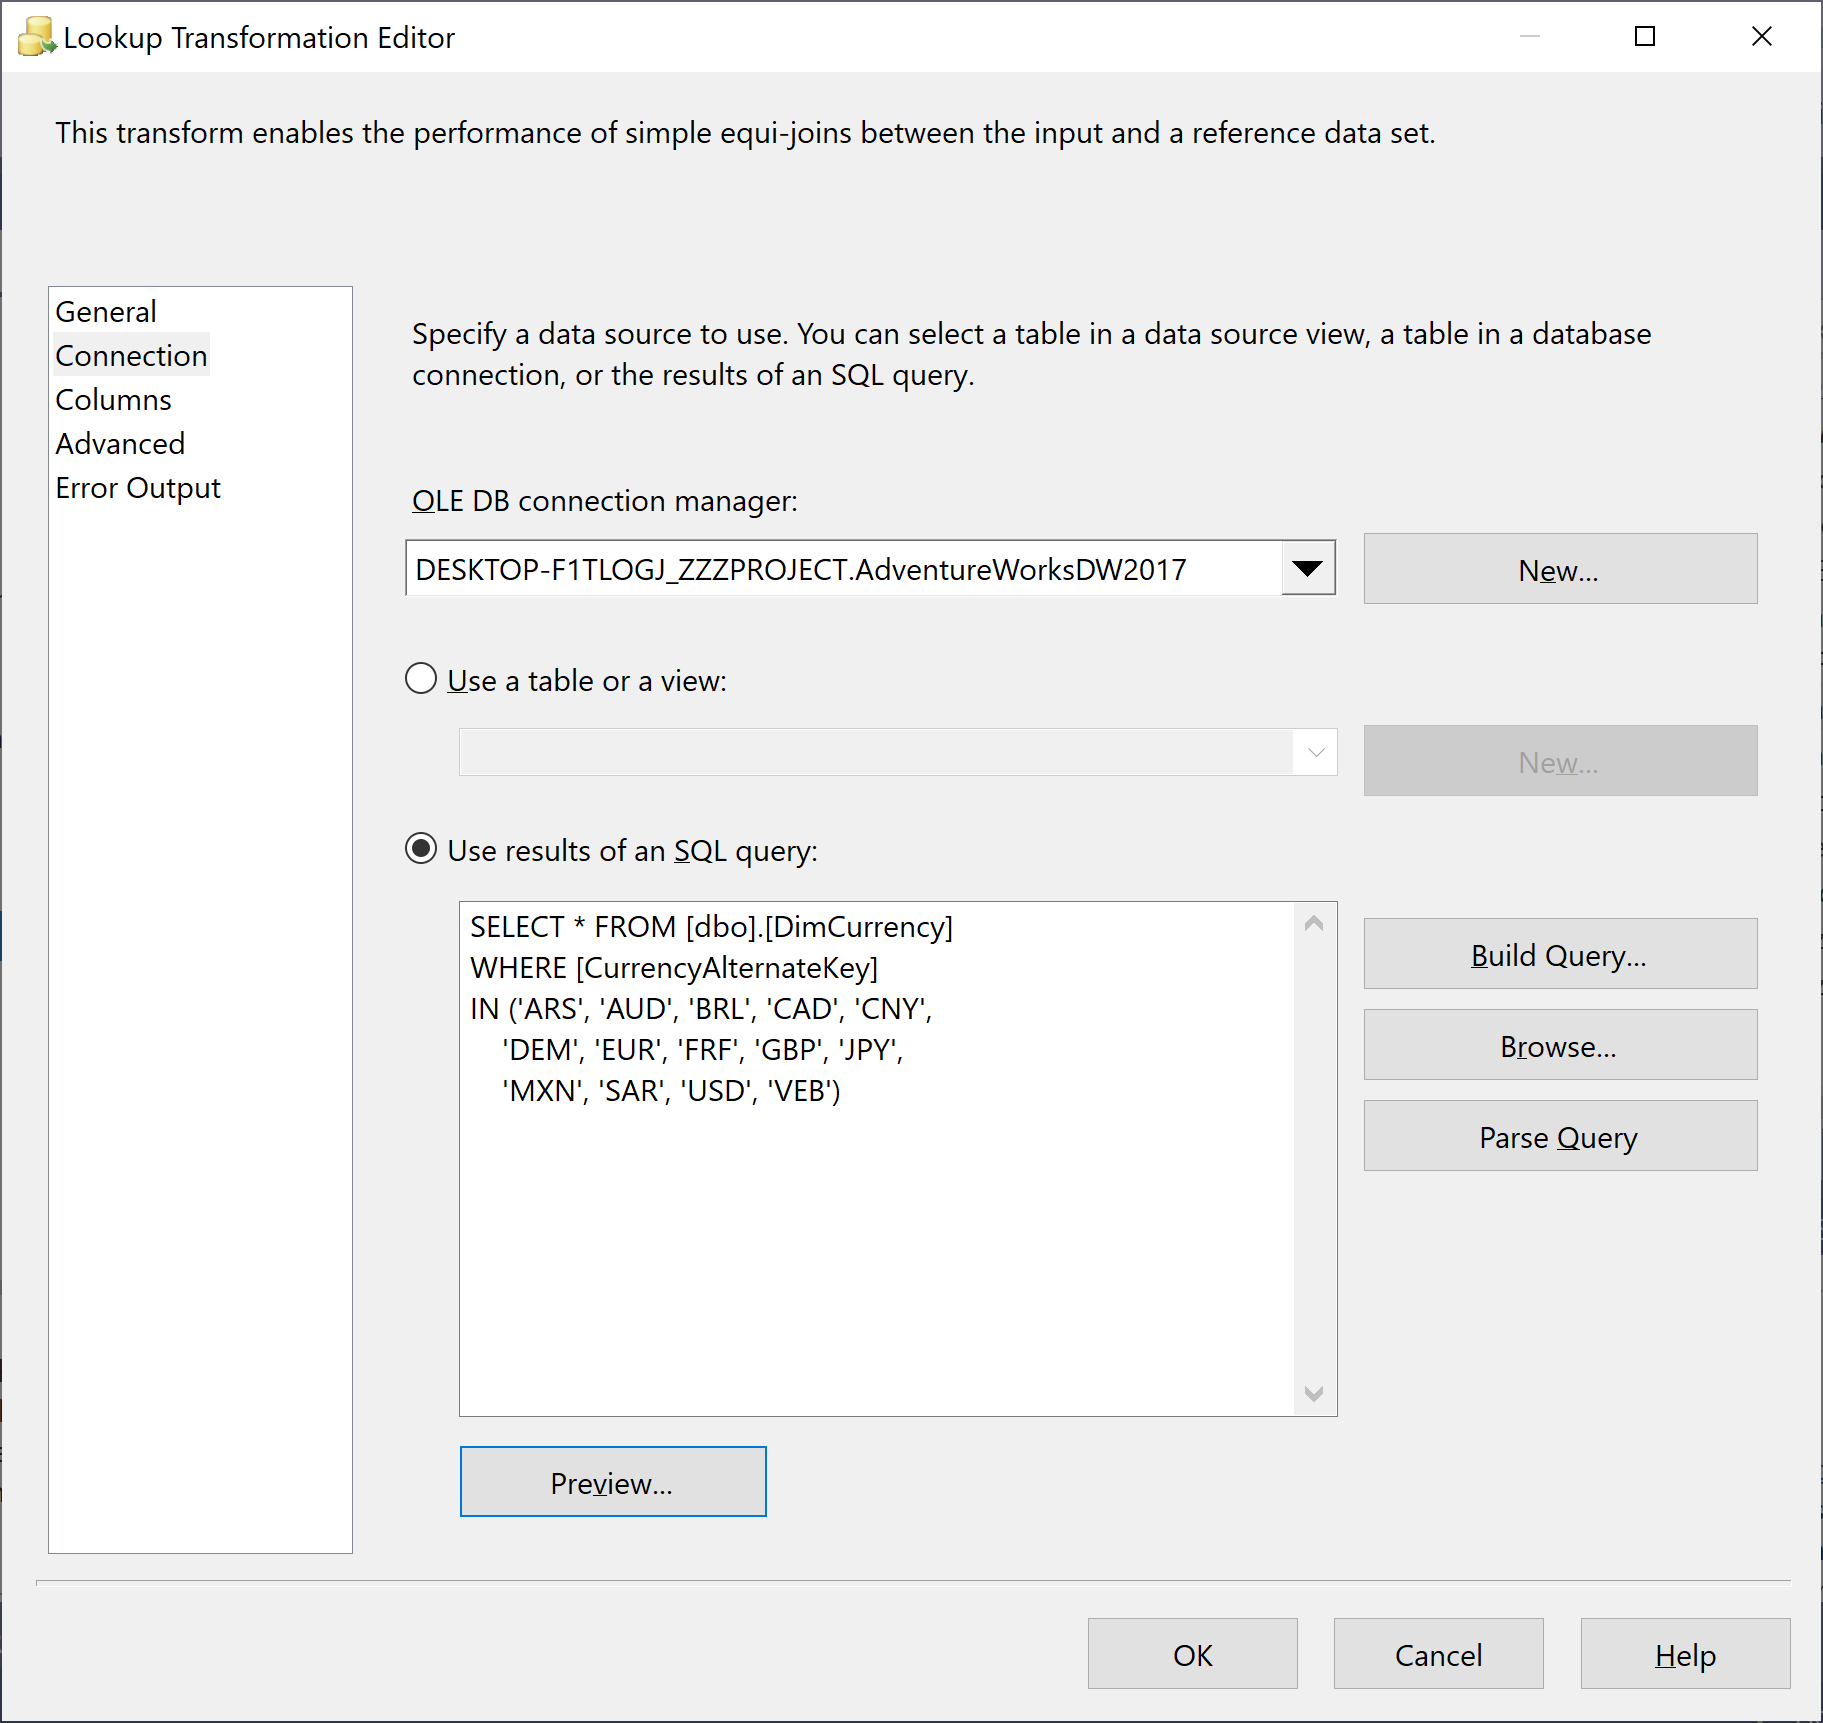 Lookup Transformation Editor
This transform enables the performance of simple equi-joins between the input and a reference data set.
General
Connection
Columns
Advanced
Error Output
Specify a data source to use. You can select a table in a data source view, a table in a database
connection, or the results of an SQL query.
OLE DB connection manager:
DESKTOP-F1TLOGJ_ZZZPROJECT.AdventureWorksDW2017
New...
Use a table or a view:
New...
Use results of an SQL query:
SELECT * FROM [dbo].[DimCurrency]
WHERE [CurrencyAlternateKey]
IN ('ARS', 'AUD', 'BRL', 'CAD', 'CNY',
'DEM', 'EUR', 'FRF', 'GBP', 'JPY',
'MXN', 'SAR', 'USD', 'VEB')
Build Query...
Browse...
Parse Query
Preview...
OK
Cancel
Help